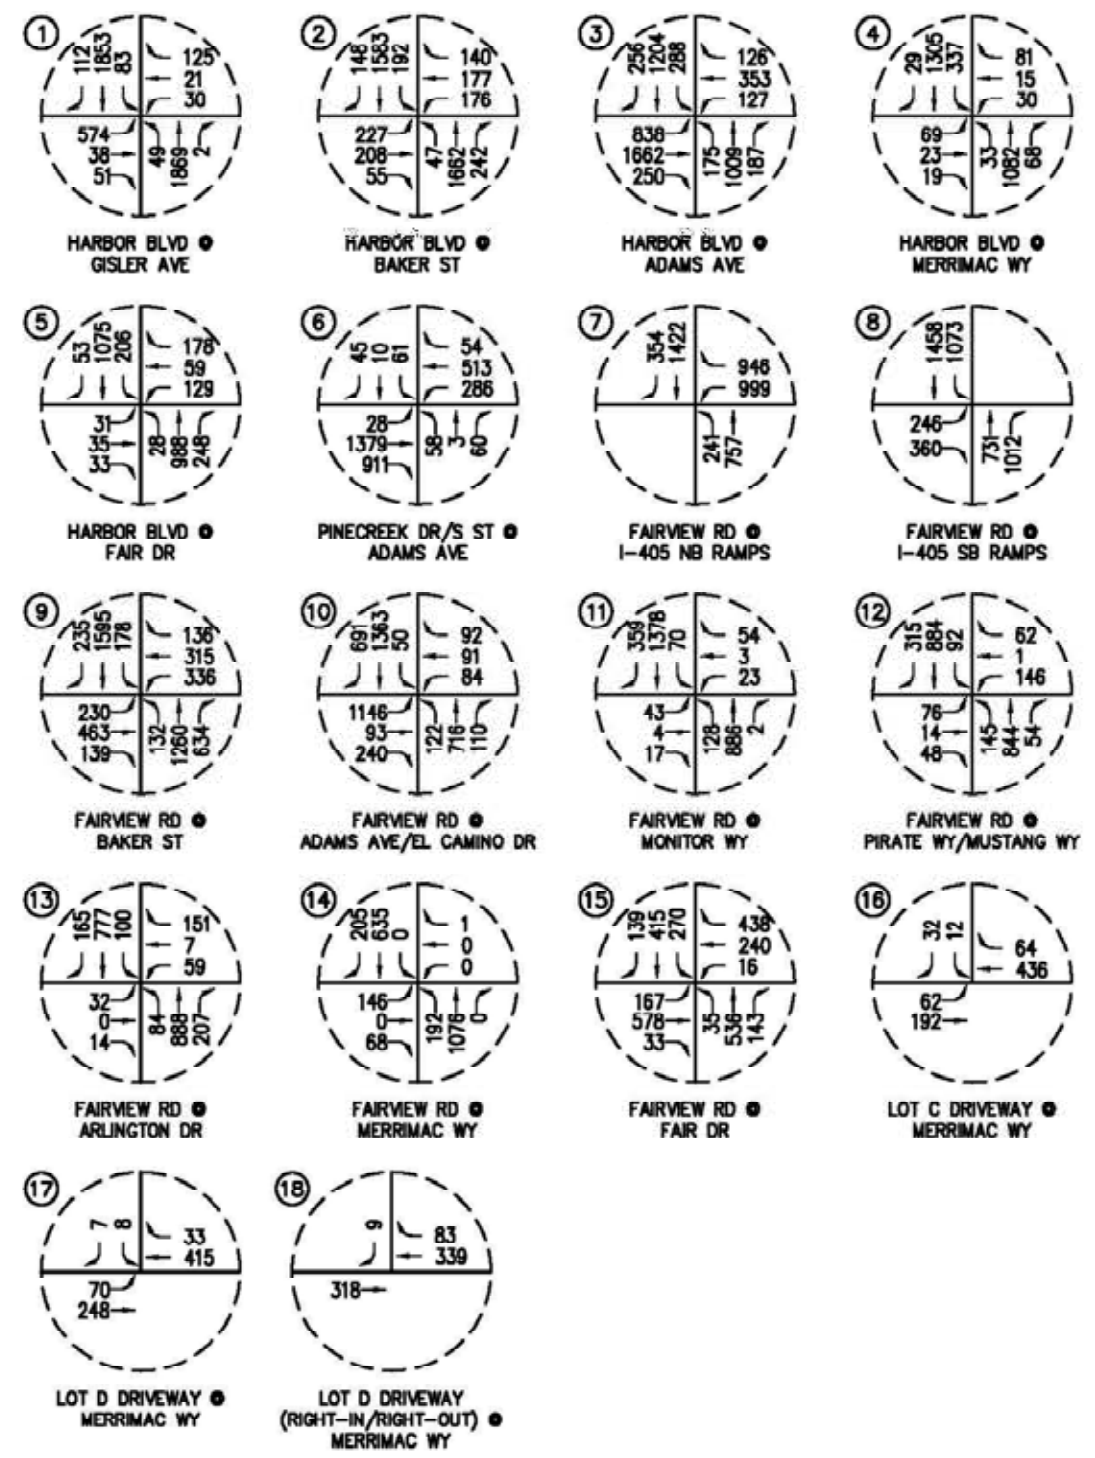 1
112 1853 83
125
21
30
574
38
51
49 1869 2
HARBOR BLVD @
GISLER AVE
2
148 1583 192
140
177
176
227
208
55
47 1662 242
HARBOR BLVD @
BAKER ST
3
256 1204 288
126
353
127
838
1662
250
175 1009 187
HARBOR BLVD @
ADAMS AVE
4
29 1305 337
81
15
30
69
23
19
33 1082 68
HARBOR BLVD @
MERRIMAC WY
5
53 1075 206
178
59
129
31
35
33
28 988 248
HARBOR BLVD @
FAIR DR
6
45 10 61
54
513
286
28
1379
911
58 3 60
PINECREEK DR/S ST @
ADAMS AVE
7
354 1422
946
999
241 757
FAIRVIEW RD @
I-405 NB RAMPS
8
1458 1073
246
360
731 1012
FAIRVIEW RD @
I-405 SB RAMPS
9
235 1595 178
136
315
336
230
463
139
132 1260 634
FAIRVIEW RD @
BAKER ST
10
691 1363 50
92
91
84
1146
93
240
122 716 110
FAIRVIEW RD @
ADAMS AVE/EL CAMINO DR
11
359 1378 70
54
3
23
43
4
17
128 886 2
FAIRVIEW RD @
MONITOR WY
12
315 884 92
62
1
146
76
14
48
145 844 54
FAIRVIEW RD @
PIRATE WY/MUSTANG WY
13
165 777 100
151
7
59
32
0
14
84 888 207
FAIRVIEW RD @
ARLINGTON DR
14
205 635 0
1
0
0
146
0
68
192 1076 0
FAIRVIEW RD @
MERRIMAC WY
15
139 415 270
438
240
16
167
578
33
35 536 143
FAIRVIEW RD @
FAIR DR
16
32 12
64
436
62
192
LOT C DRIVEWAY @
MERRIMAC WY
17
7 8
33
415
70
248
LOT D DRIVEWAY @
MERRIMAC WY
18
9
83
339
318
LOT D DRIVEWAY
(RIGHT-IN/RIGHT-OUT) @
MERRIMAC WY